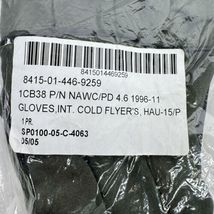 8415014469259
8415-01-446-9259
1CB38 P/N NAWC/PD 4.6 1996-11
GLOVES,INT. COLD FLYER'S, HAU-15/P
1 PR.
SP0100-05-C-4063
05/05